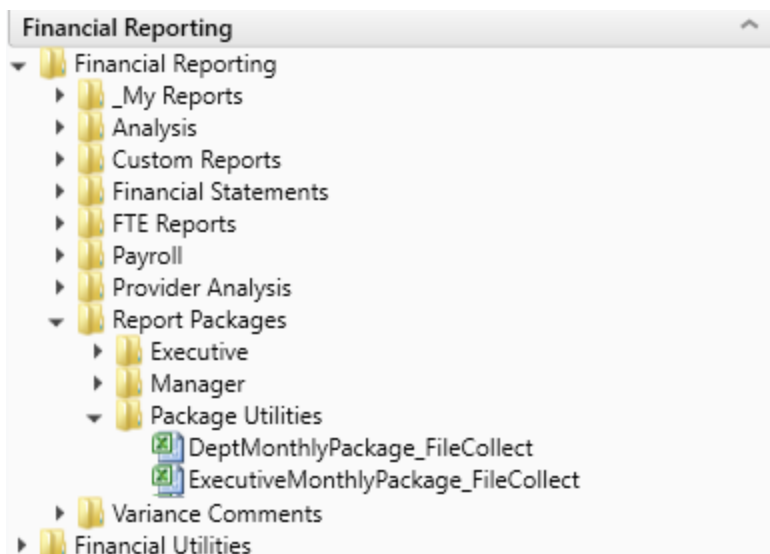 Financial Reporting
Financial Reporting
_My Reports
Analysis
Custom Reports
Financial Statements
FTE Reports
Payroll
Provider Analysis
Report Packages
Executive
Manager
Package Utilities
DeptMonthlyPackage_FileCollect
ExecutiveMonthlyPackage_FileCollect
Variance Comments
Financial Utilities